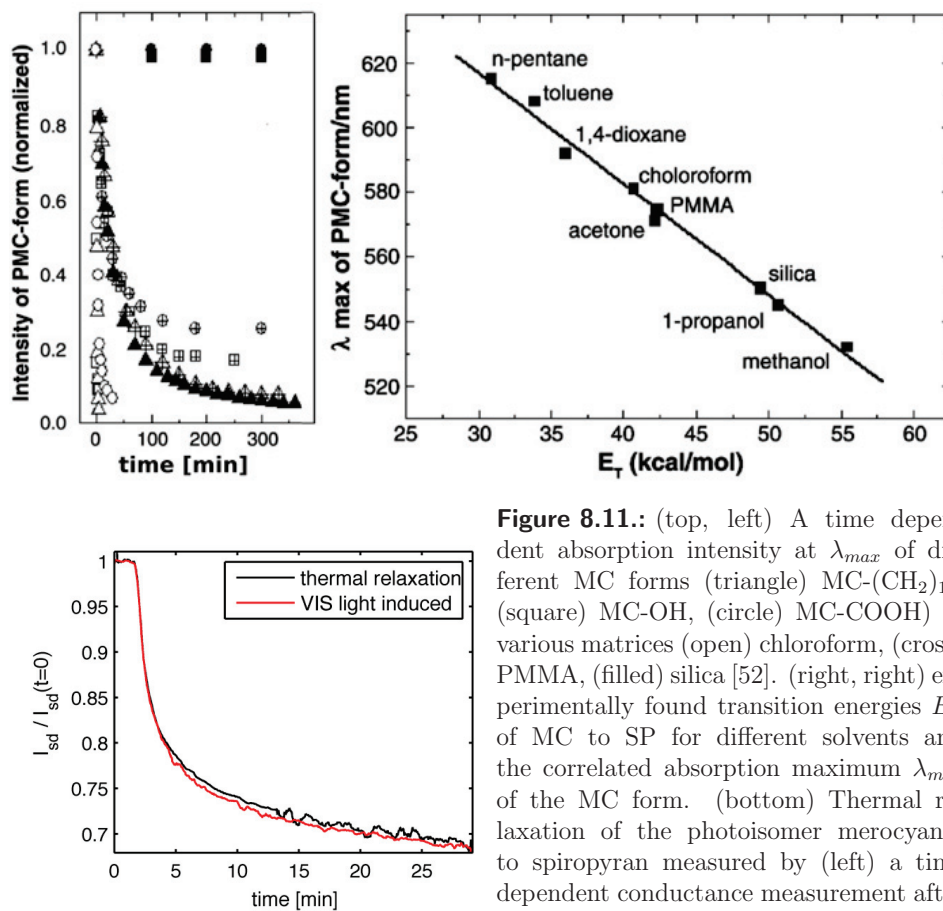 Intensity of PMC-form (normalized)
1.0
0.8
0.6
0.4
0.2
0.0
0
100
200
300
time [min]
λ max of PMC-form/nm
620
600
580
560
540
520
n-pentane
toluene
1,4-dioxane
choloroform
PMMA
acetone
silica
1-propanol
methanol
25
30
35
40
45
50
55
60
E_T (kcal/mol)
I_sd / I_sd(t=0)
1
0.95
0.9
0.85
0.8
0.75
0.7
thermal relaxation
VIS light induced
0
5
10
15
20
25
time [min]
Figure 8.11.: (top, left) A time depen-
dent absorption intensity at λ_max of di
ferent MC forms (triangle) MC-(CH₂)₁
(square) MC-OH, (circle) MC-COOH)
various matrices (open) chloroform, (cros
PMMA, (filled) silica [52]. (right, right) e
perimentally found transition energies E
of MC to SP for different solvents an
the correlated absorption maximum λ_m
of the MC form. (bottom) Thermal r
laxation of the photoisomer merocyan
to spiropyran measured by (left) a tim
dependent conductance measurement aft